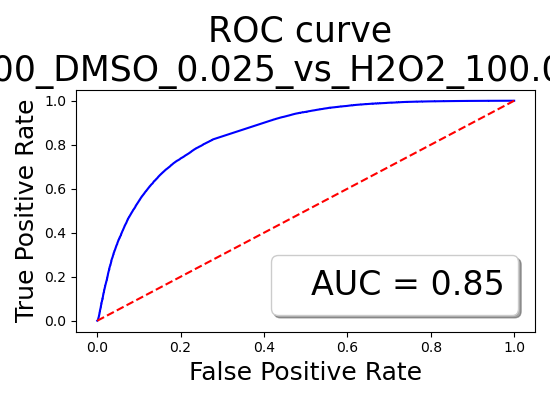 ROC curve
00_DMSO_0.025_vs_H2O2_100.0
True Positive Rate
1.0
0.8
0.6
0.4
0.2
0.0
AUC = 0.85
0.0 0.2 0.4 0.6 0.8 1.0
False Positive Rate